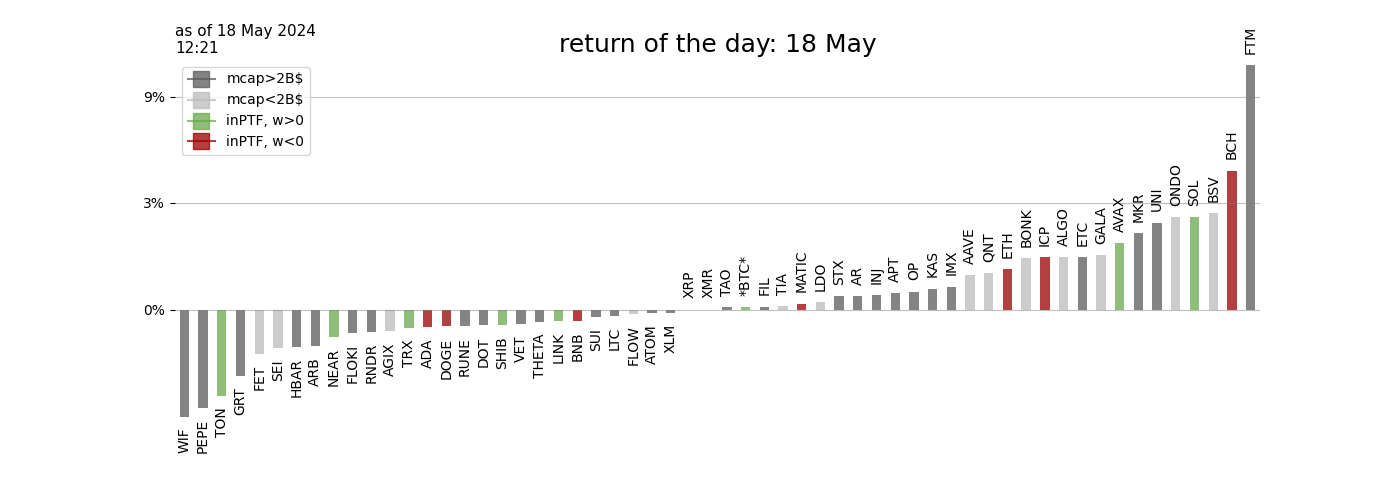 as of 18 May 2024
12:21
return of the day: 18 May
mcap>2B$
mcap<2B$
inPTF, w>0
inPTF, w<0
9%
3%
0%
WIF
PEPE
TON
GRT
FET
SEI
HBAR
ARB
NEAR
FLOKI
RNDR
AGIX
TRX
ADA
DOGE
RUNE
DOT
SHIB
VET
THETA
LINK
BNB
SUI
LTC
FLOW
ATOM
XLM
XRP
XMR
TAO
*BTC*
FIL
TIA
MATIC
LDO
STX
AR
INJ
APT
OP
KAS
IMX
AAVE
QNT
ETH
BONK
ICP
ALGO
ETC
GALA
AVAX
MKR
UNI
ONDO
SOL
BSV
BCH
FTM